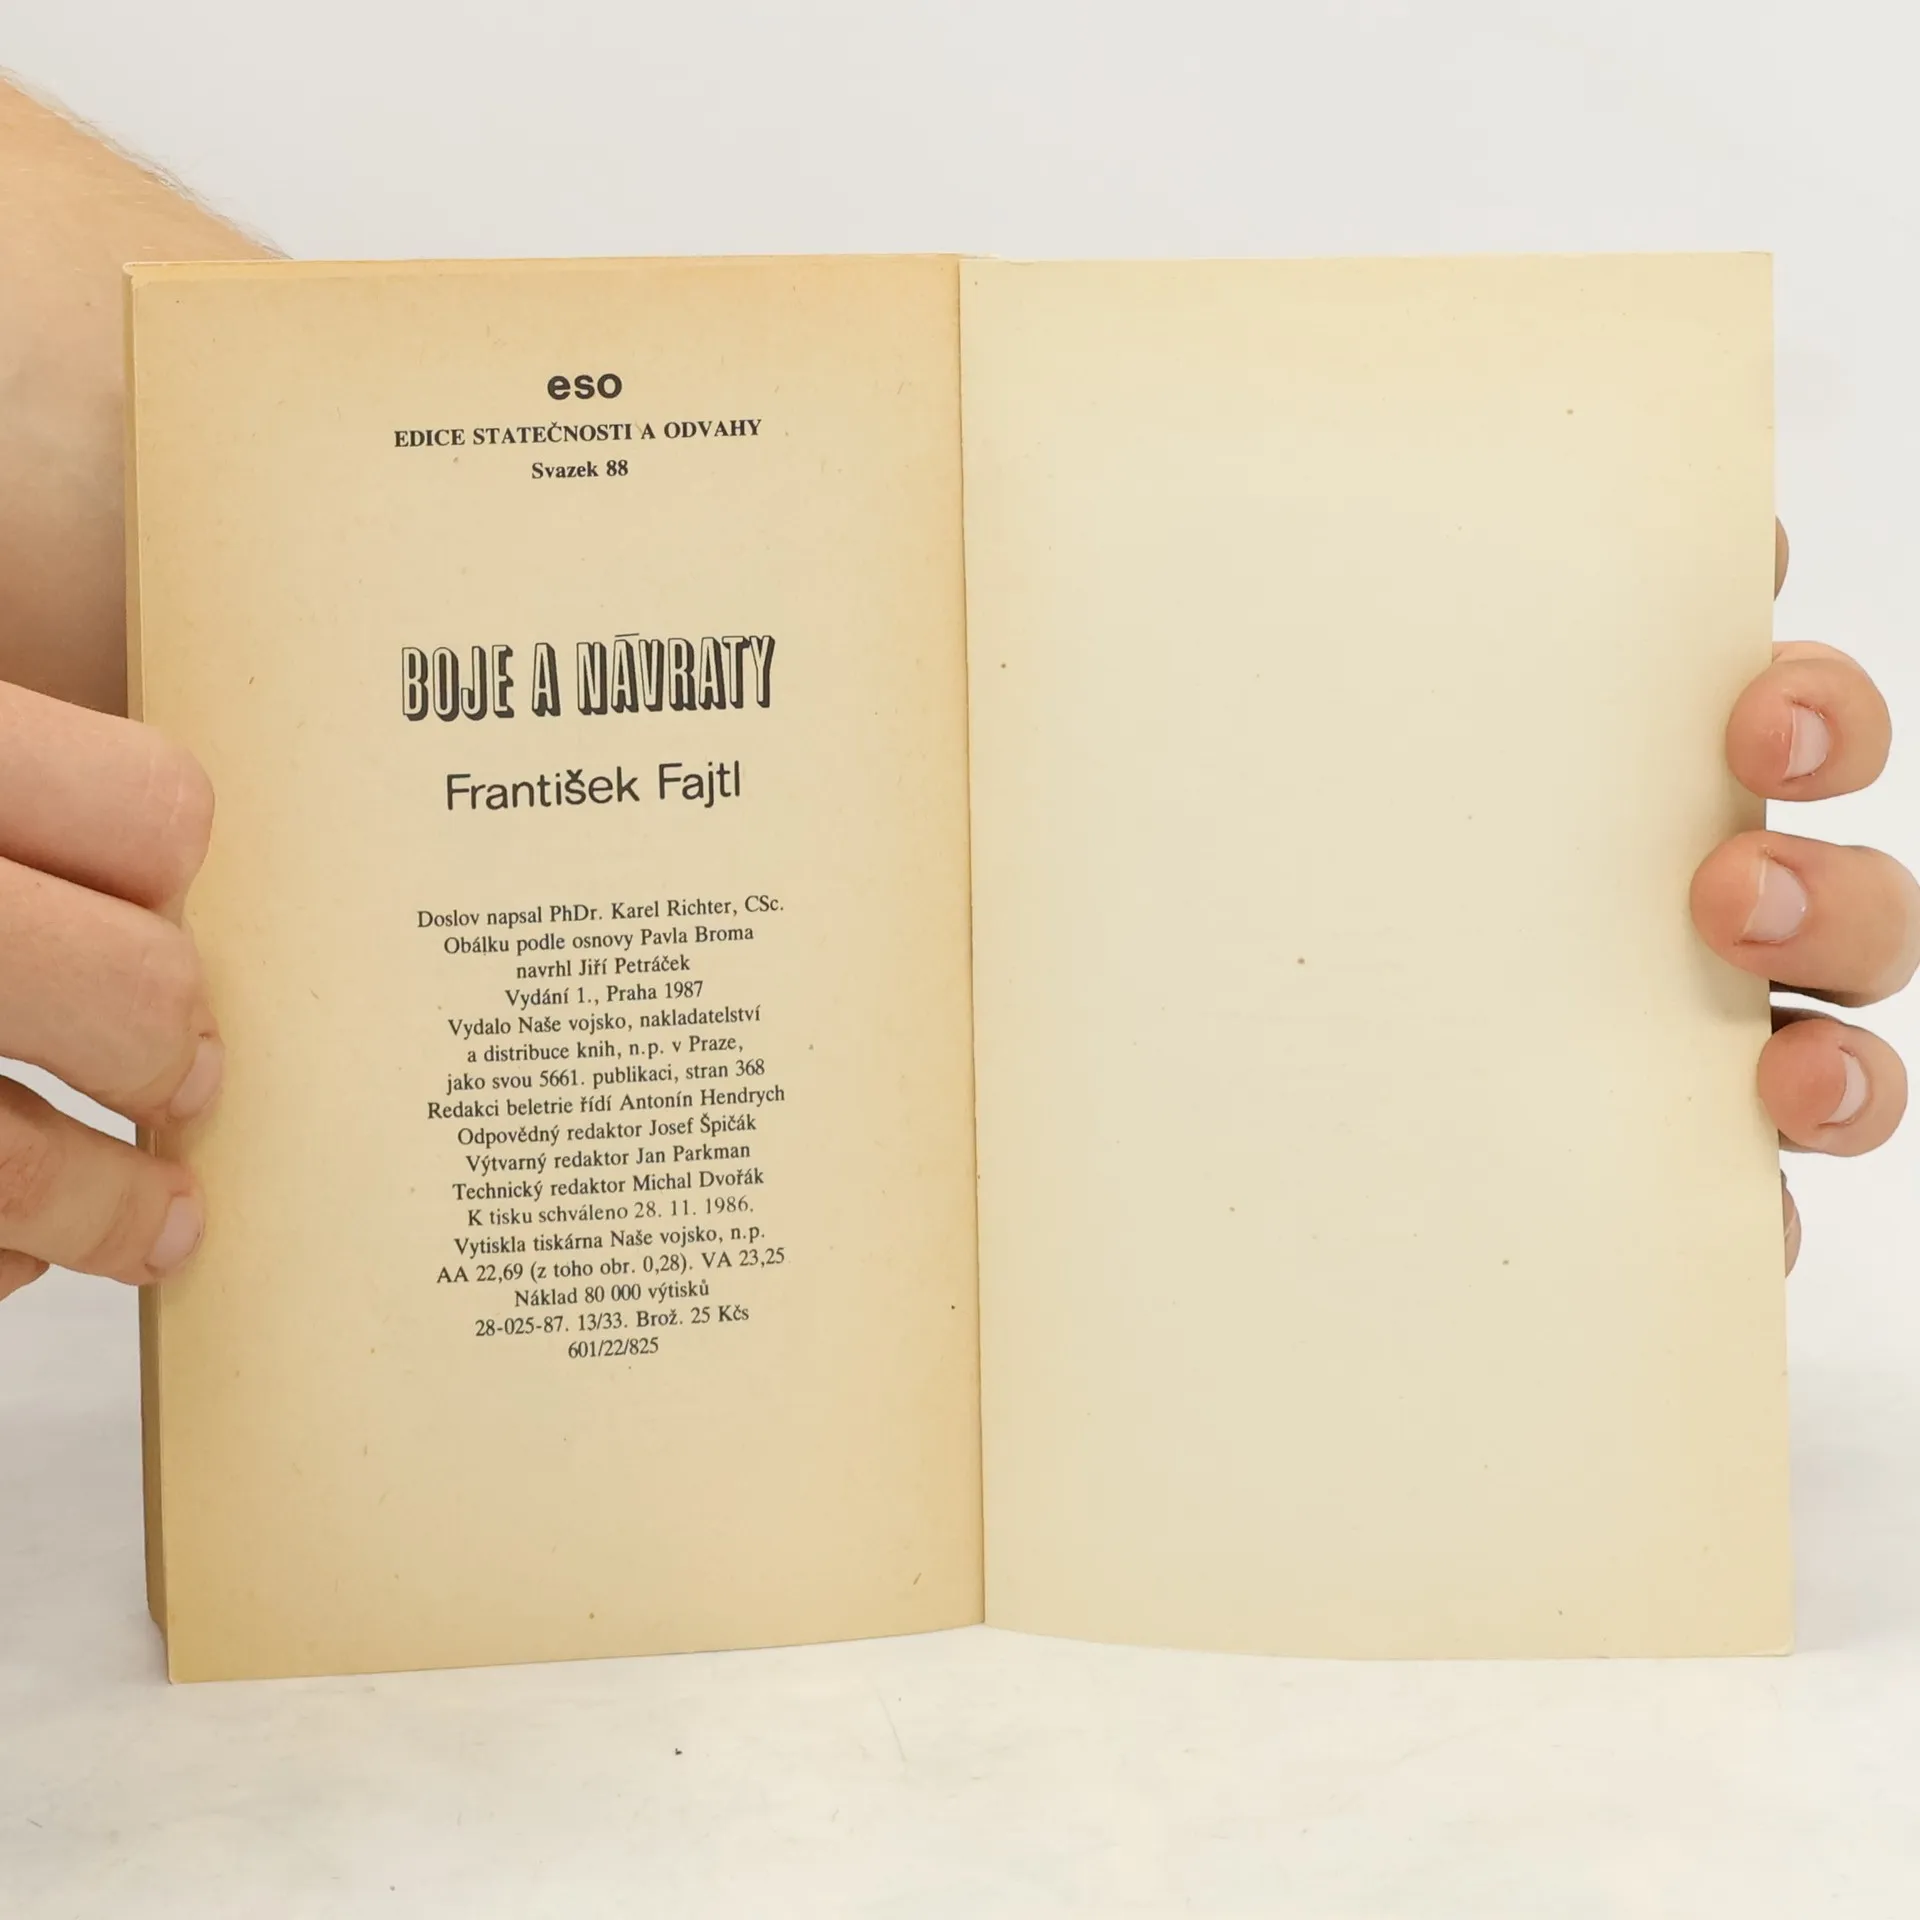 eso
EDICE STATEČNOSTI A ODVAHY
Svazek 88
BOJE A NÁVRATY
František Fajtl
Doslov napsal PhDr. Karel Richter, CSc.
Obálku podle osnovy Pavla Broma
navrhl Jiří Petráček
Vydání 1., Praha 1987
Vydalo Naše vojsko, nakladatelství
a distribuce knih, n.p. v Praze,
jako svou 5661. publikaci, stran 368
Redakci beletrie řídí Antonín Hendrych
Odpovědný redaktor Josef Špičák
Výtvarný redaktor Jan Parkman
Technický redaktor Michal Dvořák
K tisku schváleno 28. 11. 1986.
Vytiskla tiskárna Naše vojsko, n.p.
AA 22,69 (z toho obr. 0,28). VA 23,25
Náklad 80 000 výtisků
28-025-87. 13/33. Brož. 25 Kčs
601/22/825